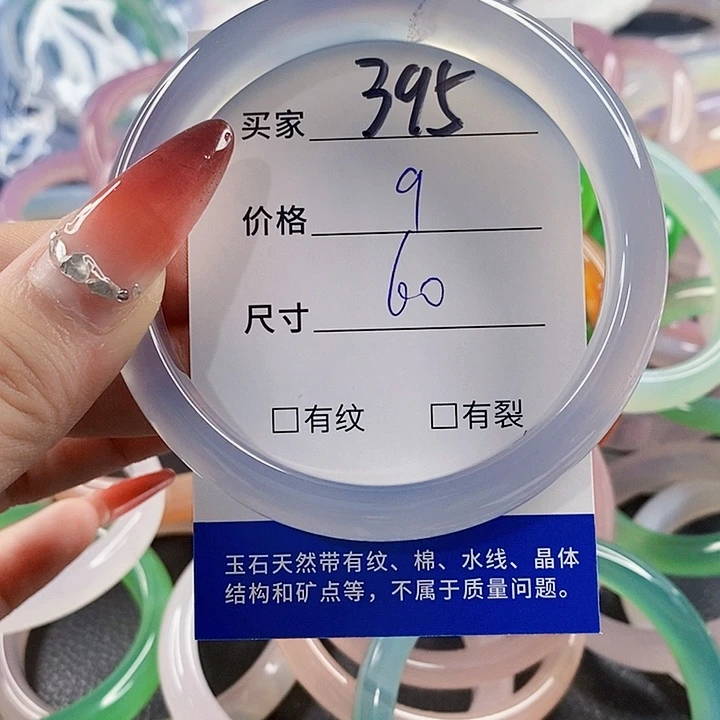 买家 395
价格 9
尺寸 60
□有纹 □有裂
玉石天然带有纹、棉、水线、晶体
结构和矿点等，不属于质量问题。